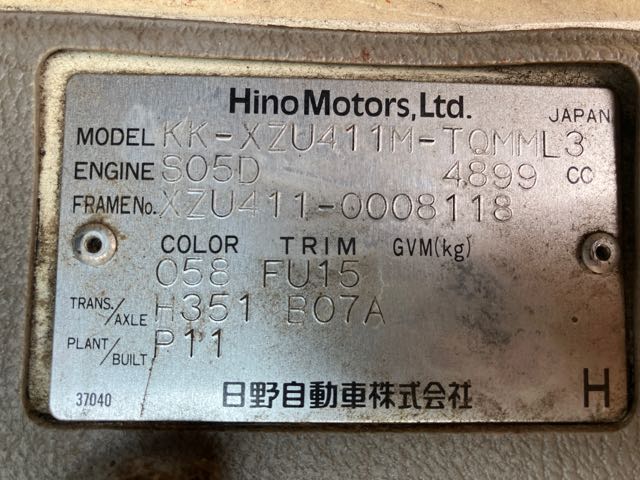 Hino Motors, Ltd.
JAPAN
MODEL KK-XZU411M-TQMML3
ENGINE S05D 4899 CC
FRAME No. XZU411-0008118
COLOR TRIM GVM(kg)
058 FU15
TRANS./AXLE H351 B07A
PLANT/BUILT P11
37040 日野自動車株式会社 H